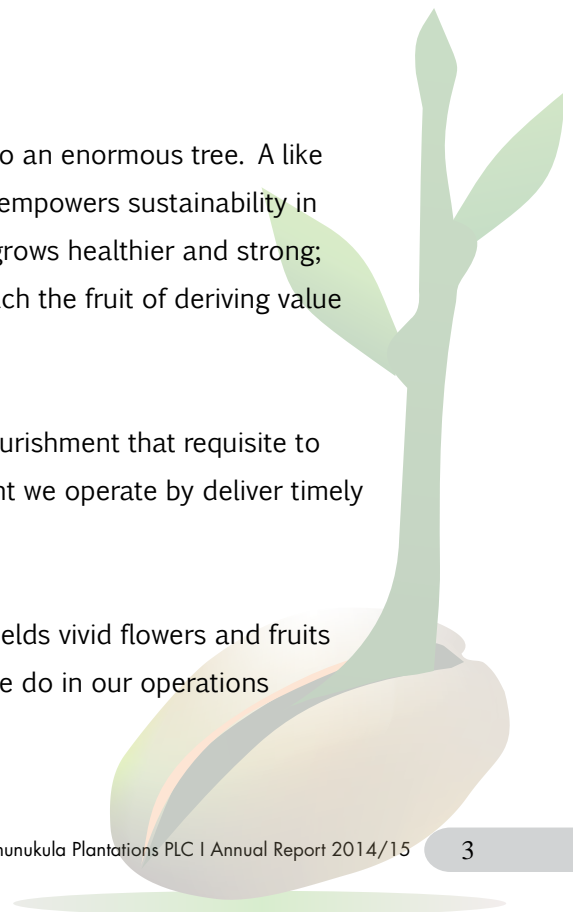 o an enormous tree. A like
empowers sustainability in
grows healthier and strong;
ch the fruit of deriving value
urishment that requisite to
nt we operate by deliver timely
elds vivid flowers and fruits
e do in our operations
nunukula Plantations PLC I Annual Report 2014/15 3